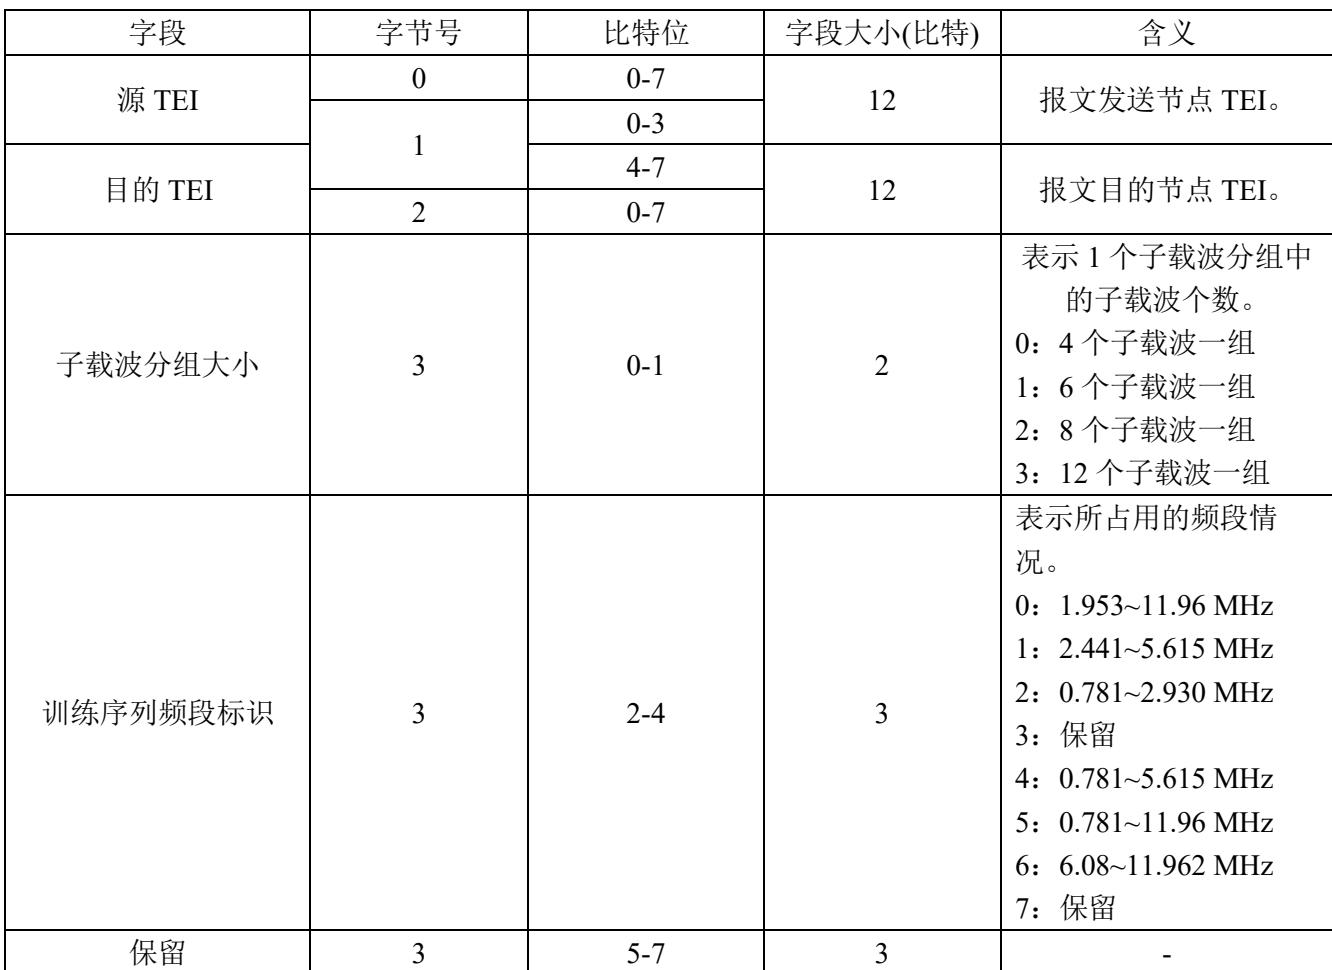 字段 字节号 比特位 字段大小(比特) 含义
源 TEI 0 0-7 12 报文发送节点 TEI。
1 0-3
目的 TEI 4-7 12 报文目的节点 TEI。
2 0-7
子载波分组大小 3 0-1 2 表示 1 个子载波分组中
的子载波个数。
0：4 个子载波一组
1：6 个子载波一组
2：8 个子载波一组
3：12 个子载波一组
训练序列频段标识 3 2-4 3 表示所占用的频段情
况。
0：1.953~11.96 MHz
1：2.441~5.615 MHz
2：0.781~2.930 MHz
3：保留
4：0.781~5.615 MHz
5：0.781~11.96 MHz
6：6.08~11.962 MHz
7：保留
保留 3 5-7 3 -